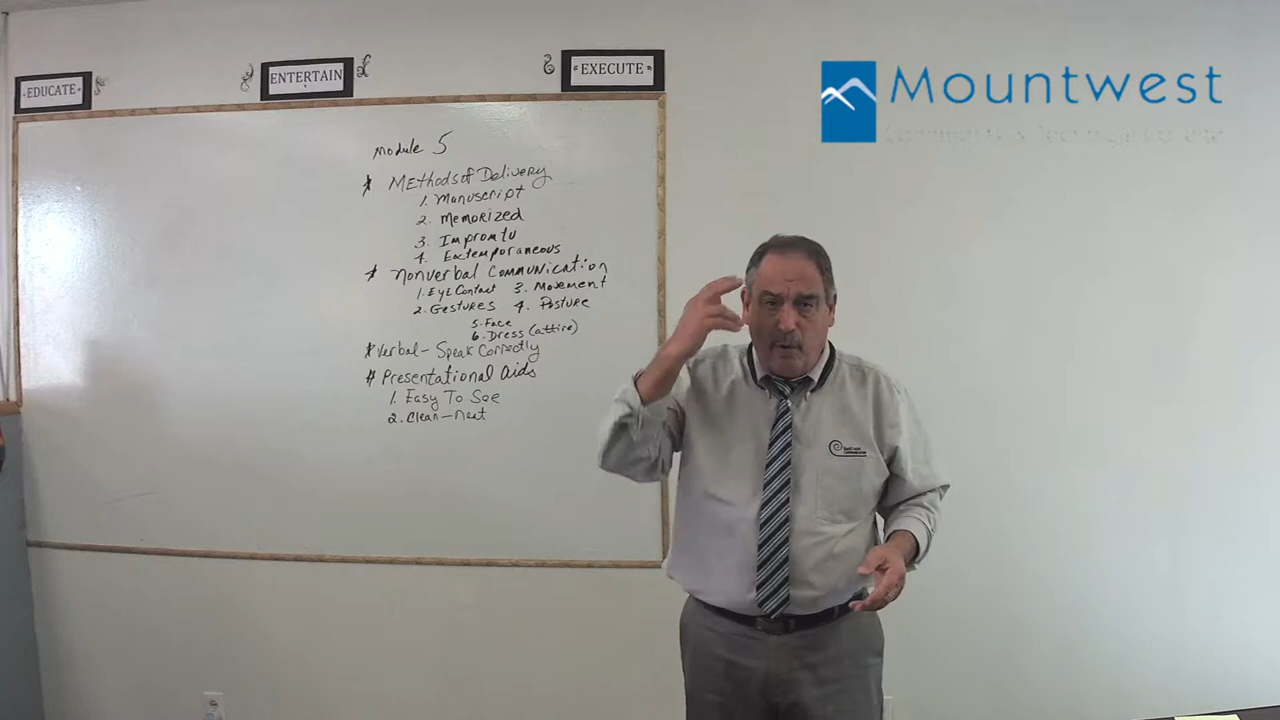 EDUCATE
ENTERTAIN
EXECUTE
Mountwest
Module 5
* Methods of Delivery
1. Manuscript
2. Memorized
3. Impromtu
4. Extemporaneous
* Nonverbal Communication
1. Eye Contact 3. Movement
2. Gestures 4. Posture
5. Face
6. Dress (attire)
* Verbal - Speak Correctly
# Presentational Aids
1. Easy To See
2. Clean - neat